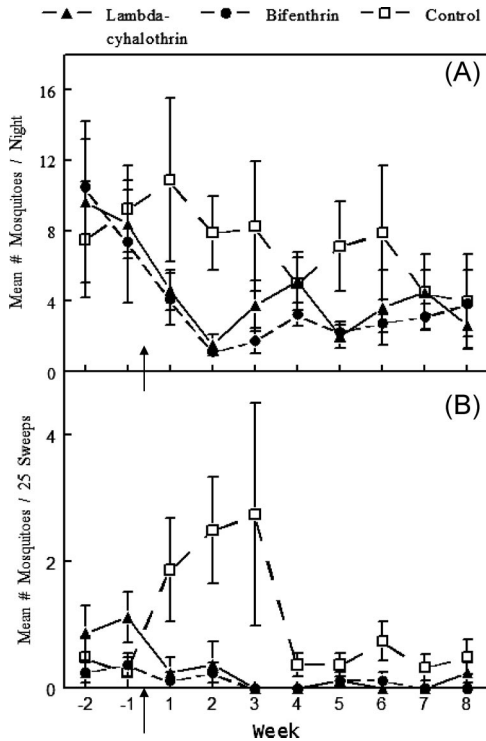 Lambda-cyhalothrin
Bifenthrin
Control
(A)
Mean # Mosquitoes / Night
16
12
8
4
0
(B)
Mean # Mosquitoes / 25 Sweeps
4
2
0
-2 -1 1 2 3 4 5 6 7 8
Week